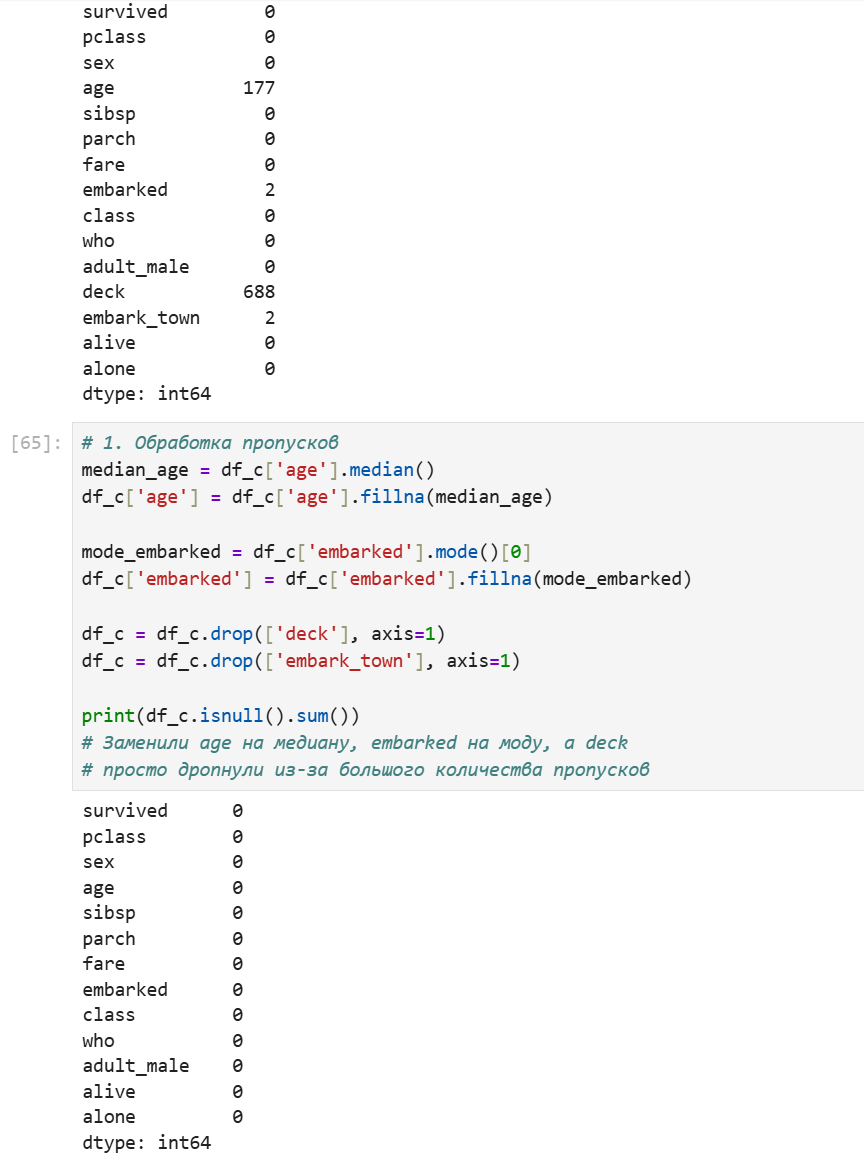 survived 0
pclass 0
sex 0
age 177
sibsp 0
parch 0
fare 0
embarked 2
class 0
who 0
adult_male 0
deck 688
embark_town 2
alive 0
alone 0
dtype: int64
[65]: # 1. Обработка пропусков
median_age = df_c['age'].median()
df_c['age'] = df_c['age'].fillna(median_age)
mode_embarked = df_c['embarked'].mode()[0]
df_c['embarked'] = df_c['embarked'].fillna(mode_embarked)
df_c = df_c.drop(['deck'], axis=1)
df_c = df_c.drop(['embark_town'], axis=1)
print(df_c.isnull().sum())
# Заменили age на медиану, embarked на моду, а deck
# просто дропнули из-за большого количества пропусков
survived 0
pclass 0
sex 0
age 0
sibsp 0
parch 0
fare 0
embarked 0
class 0
who 0
adult_male 0
alive 0
alone 0
dtype: int64